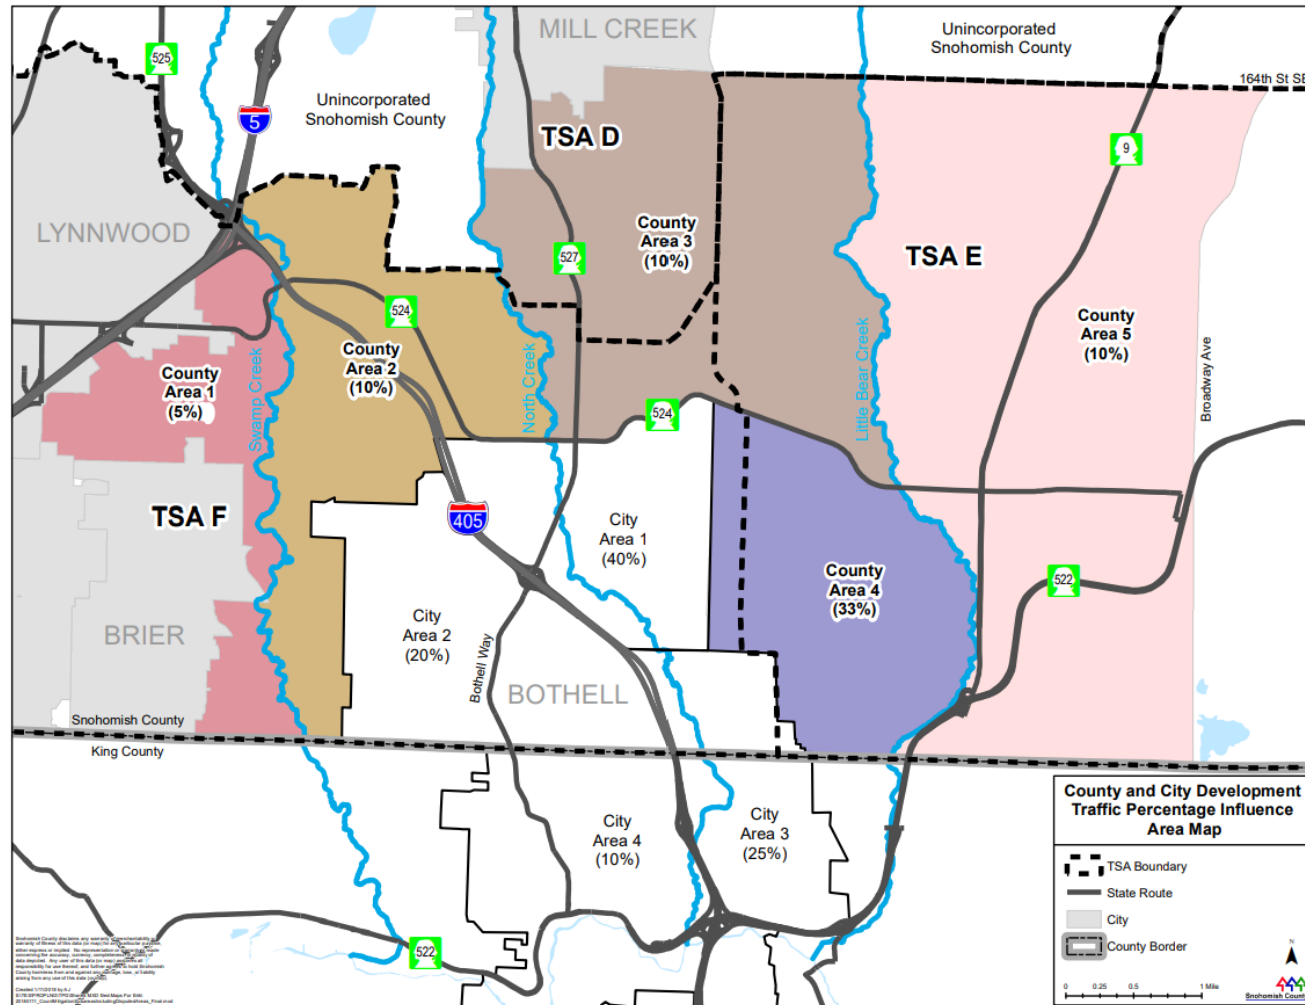 MILL CREEK
Unincorporated
Snohomish County
525
164th St SE
Unincorporated
Snohomish County
5
TSA D
9
LYNNWOOD
County
Area 3
(10%)
TSA E
527
524
County
Area 5
(10%)
County
Area 2
(10%)
County
Area 1
(5%)
Swamp Creek
North Creek
Little Bear Creek
Broadway Ave
524
TSA F
405
City
Area 1
(40%)
County
Area 4
(33%)
522
BRIER
City
Area 2
(20%)
Bothell Way
BOTHELL
Snohomish County
King County
City
Area 4
(10%)
City
Area 3
(25%)
522
County and City Development
Traffic Percentage Influence
Area Map
TSA Boundary
State Route
City
County Border
N
0 0.25 0.5 1 Mile
Snohomish County